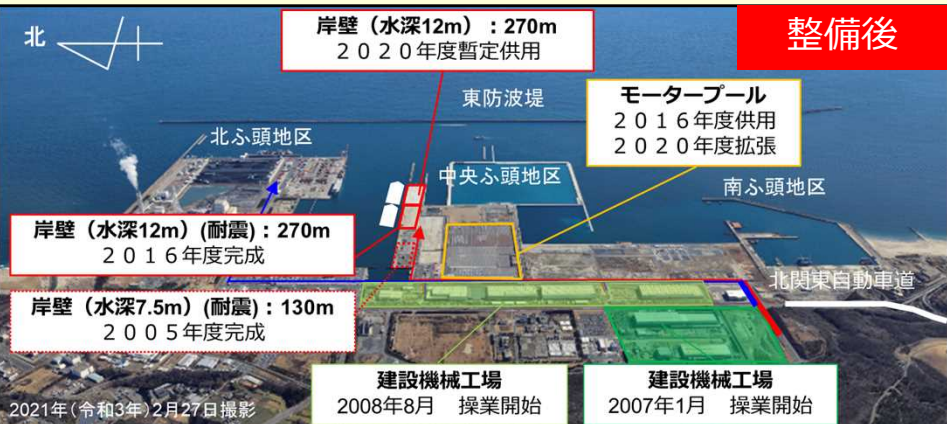 整備後
北
岸壁（水深12m）：270m
２０２０年度暫定供用
東防波堤
モータープール
２０１６年度供用
２０２０年度拡張
北ふ頭地区
中央ふ頭地区
南ふ頭地区
岸壁（水深12m）(耐震)：270m
２０１６年度完成
北関東自動車道
岸壁（水深7.5m）(耐震)：130m
２００５年度完成
建設機械工場
2008年8月　操業開始
建設機械工場
2007年1月　操業開始
2021年(令和3年)2月27日撮影